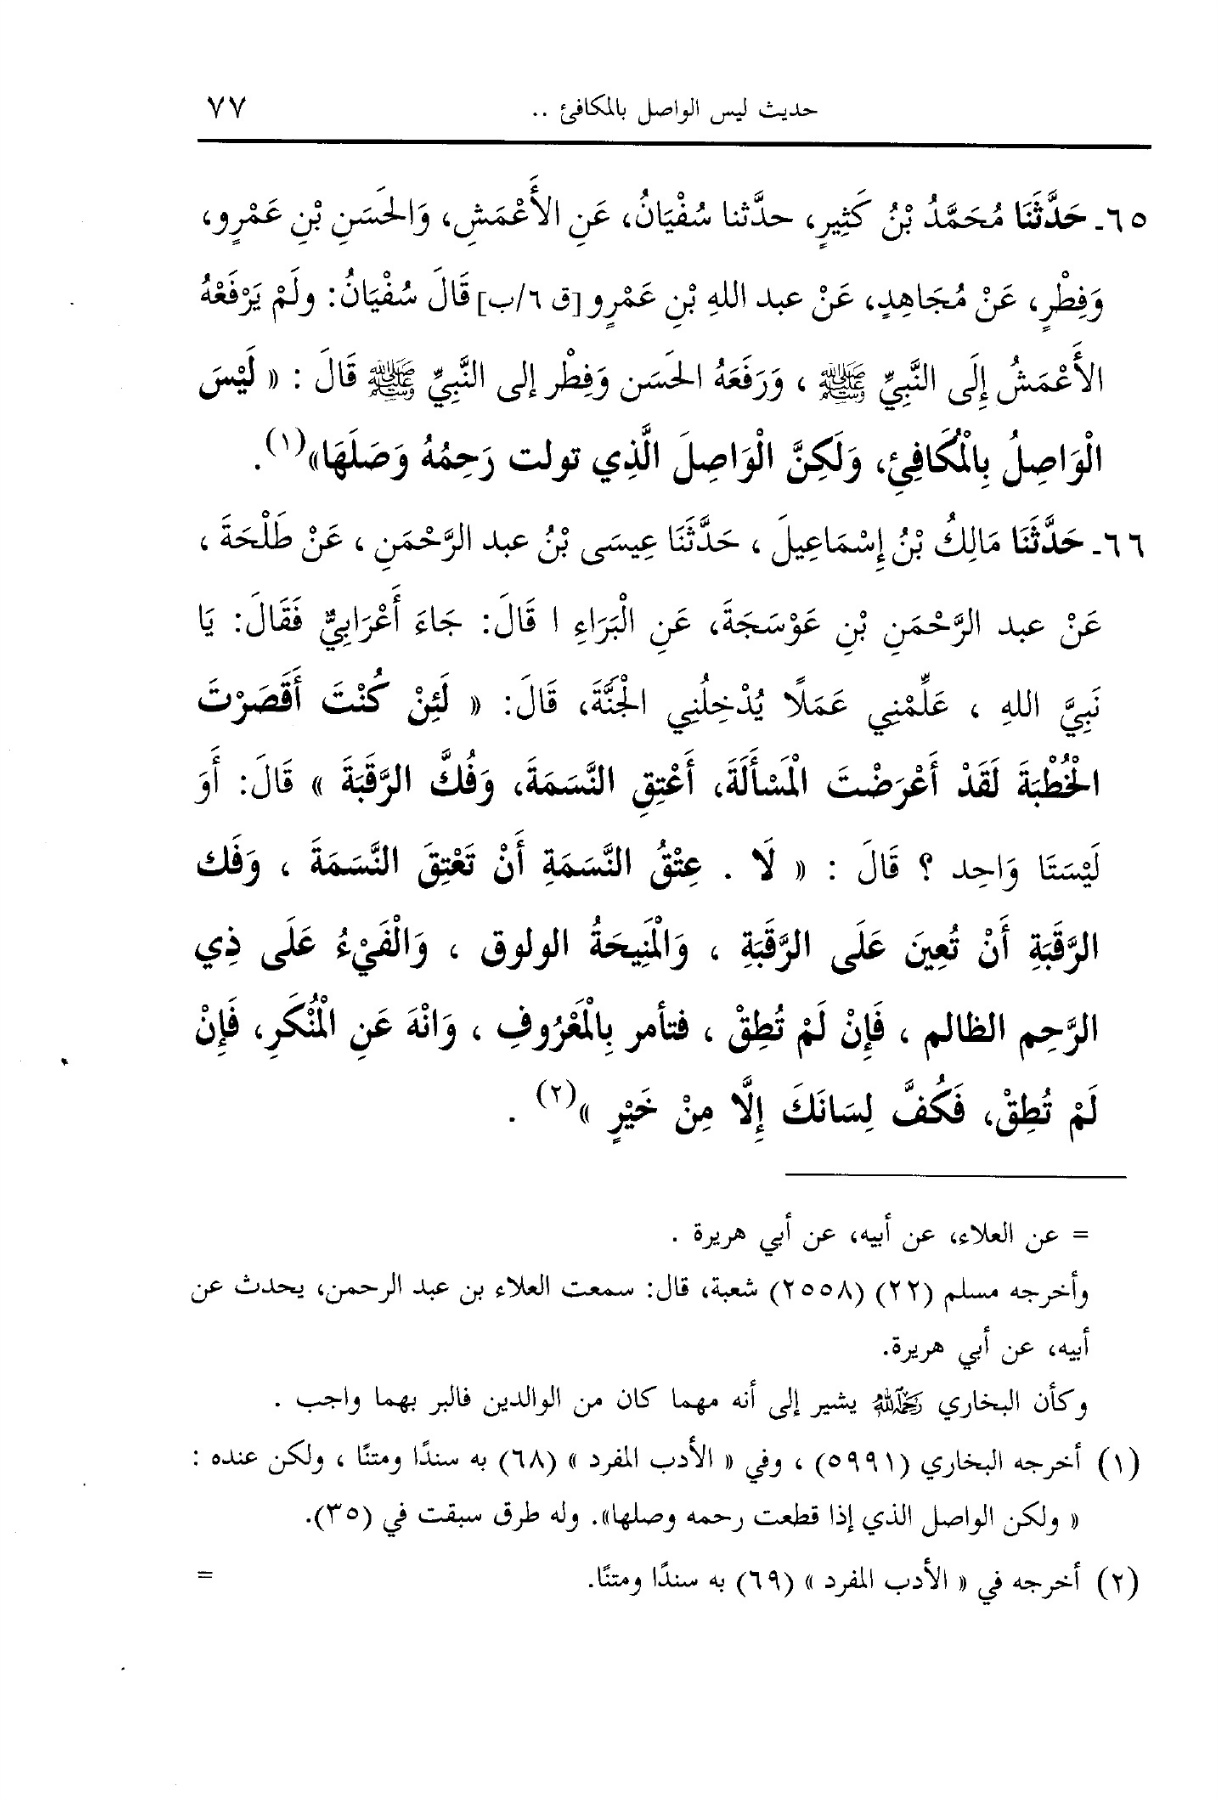 حديث ليس الواصل بالمكافئ .. ٧٧
٦٥ـ حَدَّثَنَا مُحَمَّدُ بْنُ كَثِيرٍ، حدَّثنا سُفْيَانُ، عَنِ الأَعْمَشِ، وَالحَسَنِ بْنِ عَمْرٍو،
وَفِطْرٍ، عَنْ مُجَاهِدٍ، عَنْ عبد اللهِ بْنِ عَمْرٍو [ق ٦/ب] قَالَ سُفْيَانُ: ولَمْ يَرْفَعْهُ
الأَعْمَشُ إِلَى النَّبِيِّ ﷺ ، وَرَفَعَهُ الحَسَن وَفِطْر إلى النَّبِيِّ ﷺ قَالَ : « لَيْسَ
الْوَاصِلُ بِالْمُكَافِئِ، وَلَكِنَّ الْوَاصِلَ الَّذِي تولت رَحِمُهُ وَصَلَهَا»(١).
٦٦ـ حَدَّثَنَا مَالِكُ بْنُ إِسْمَاعِيلَ ، حَدَّثَنَا عِيسَى بْنُ عبد الرَّحْمَنِ ، عَنْ طَلْحَةَ ،
عَنْ عبد الرَّحْمَنِ بْنِ عَوْسَجَةَ، عَنِ الْبَرَاءِ ا قَالَ: جَاءَ أَعْرَابِيٌّ فَقَالَ: يَا
نَبِيَّ اللهِ ، عَلِّمْنِي عَمَلًا يُدْخِلُنِي الْجَنَّةَ، قَالَ: « لَئِنْ كُنْتَ أَقَصَرْتَ
الْخُطْبَةَ لَقَدْ أَعْرَضْتَ الْمَسْأَلَةَ، أَعْتِقِ النَّسَمَةَ، وَفُكَّ الرَّقَبَةَ » قَالَ: أَوَ
لَيْسَتَا وَاحِد ؟ قَالَ : « لَا . عِتْقُ النَّسَمَةِ أَنْ تَعْتِقَ النَّسَمَةَ ، وَفَك
الرَّقَبَةِ أَنْ تُعِينَ عَلَى الرَّقَبَةِ ، وَالْمَنِيحَةُ الولوق ، وَالْفَيْءُ عَلَى ذِي
الرَّحِم الظالم ، فَإِنْ لَمْ تُطِقْ ، فتأمر بِالْمَعْرُوفِ ، وَانْهَ عَنِ الْمُنْكَرِ، فَإِنْ
لَمْ تُطِقْ، فَكُفَّ لِسَانَكَ إِلَّا مِنْ خَيْرٍ »(٢) .
= عن العلاء، عن أبيه، عن أبي هريرة .
وأخرجه مسلم (٢٢) (٢٥٥٨) شعبة، قال: سمعت العلاء بن عبد الرحمن، يحدث عن
أبيه، عن أبي هريرة.
وكأن البخاري رحمه الله يشير إلى أنه مهما كان من الوالدين فالبر بهما واجب .
(١) أخرجه البخاري (٥٩٩١) ، وفي « الأدب المفرد » (٦٨) به سندًا ومتنًا ، ولكن عنده :
« ولكن الواصل الذي إذا قطعت رحمه وصلها». وله طرق سبقت في (٣٥).
(٢) أخرجه في « الأدب المفرد » (٦٩) به سندًا ومتنًا. =